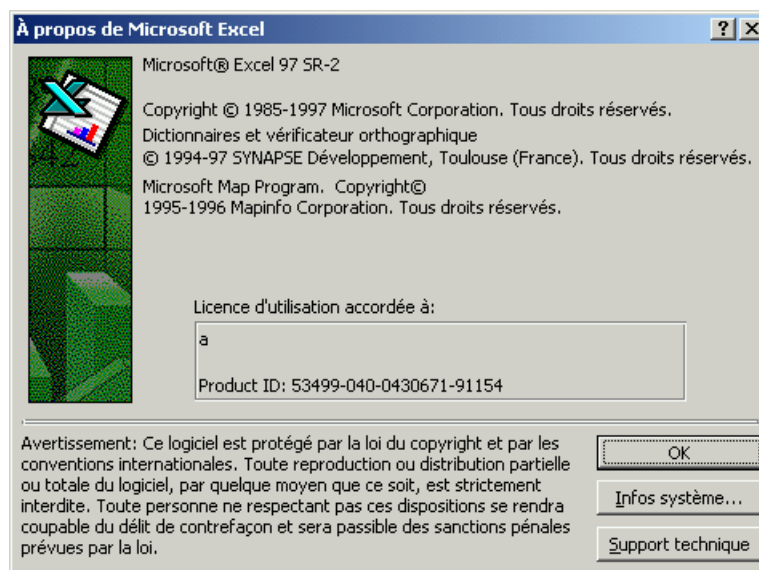 À propos de Microsoft Excel
Microsoft® Excel 97 SR-2
Copyright © 1985-1997 Microsoft Corporation. Tous droits réservés.
Dictionnaires et vérificateur orthographique
© 1994-97 SYNAPSE Développement, Toulouse (France). Tous droits réservés.
Microsoft Map Program. Copyright©
1995-1996 Mapinfo Corporation. Tous droits réservés.
Licence d'utilisation accordée à:
a
Product ID: 53499-040-0430671-91154
Avertissement: Ce logiciel est protégé par la loi du copyright et par les
conventions internationales. Toute reproduction ou distribution partielle
ou totale du logiciel, par quelque moyen que ce soit, est strictement
interdite. Toute personne ne respectant pas ces dispositions se rendra
coupable du délit de contrefaçon et sera passible des sanctions pénales
prévues par la loi.
OK
Infos système...
Support technique